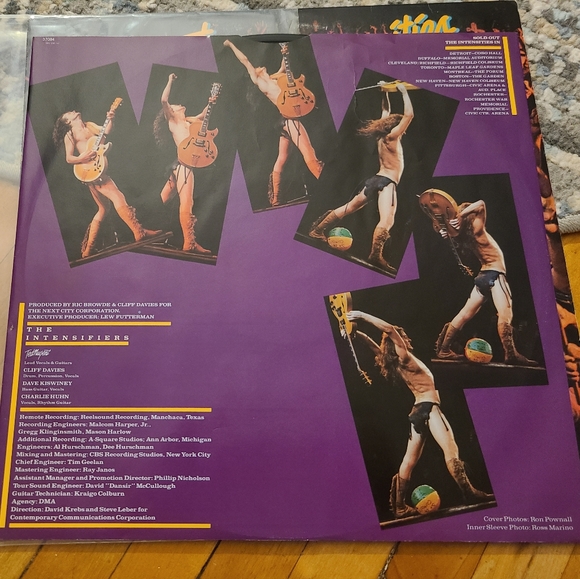 sting
37084
SOLD-OUT
THE INTENSITIES IN
DETROIT—COBO HALL
BUFFALO—MEMORIAL AUDITORIUM
CLEVELAND/RICHFIELD—RICHFIELD COLISEUM
TORONTO—MAPLE LEAF GARDENS
MONTREAL—THE FORUM
BOSTON—THE GARDEN
NEW HAVEN—NEW HAVEN COLISEUM
PITTSBURGH—CIVIC ARENA &
ROCHESTER—
ROCHESTER WAR
MEMORIAL
PROVIDENCE—
CIVIC CTR. ARENA
PRODUCED BY RIC BROWDE & CLIFF DAVIES FOR
THE NEXT CITY CORPORATION.
EXECUTIVE PRODUCER: LEW FUTTERMAN
THE
INTENSIFIERS
Ted Nugent
Lead Vocals & Guitars
CLIFF DAVIES
Drum, Percussion, Vocals
DAVE KISWINEY
Bass Guitar, Vocals
CHARLIE HUHN
Vocals, Rhythm Guitar
Remote Recording: Reelsound Recording, Manchaca, Texas
Recording Engineers: Malcom Harper, Jr.,
Gregg Klinginsmith, Mason Harlow
Additional Recording: A-Square Studios; Ann Arbor, Michigan
Engineers: Al Hurschman, Dee Hurschman
Mixing and Mastering: CBS Recording Studios, New York City
Chief Engineer: Tim Geelan
Mastering Engineer: Ray Janos
Assistant Manager and Promotion Director: Phillip Nicholson
Tour Sound Engineer: David "Dansir" McCullough
Guitar Technician: Kraigo Colburn
Agency: DMA
Direction: David Krebs and Steve Leber for
Contemporary Communications Corporation
Cover Photos: Ron Pownall
Inner Sleeve Photo: Ross Marino